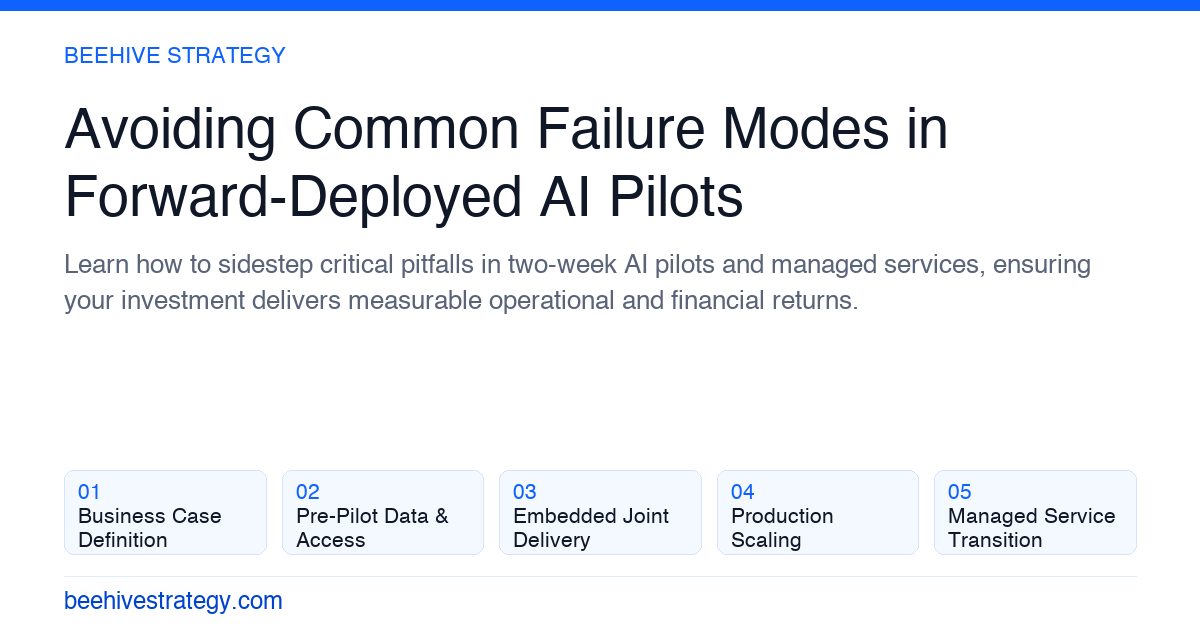 BEEHIVE STRATEGY
Avoiding Common Failure Modes in
Forward-Deployed AI Pilots
Learn how to sidestep critical pitfalls in two-week AI pilots and managed services, ensuring
your investment delivers measurable operational and financial returns.
01
Business Case
Definition
02
Pre-Pilot Data &
Access
03
Embedded Joint
Delivery
04
Production
Scaling
05
Managed Service
Transition
beehivestrategy.com